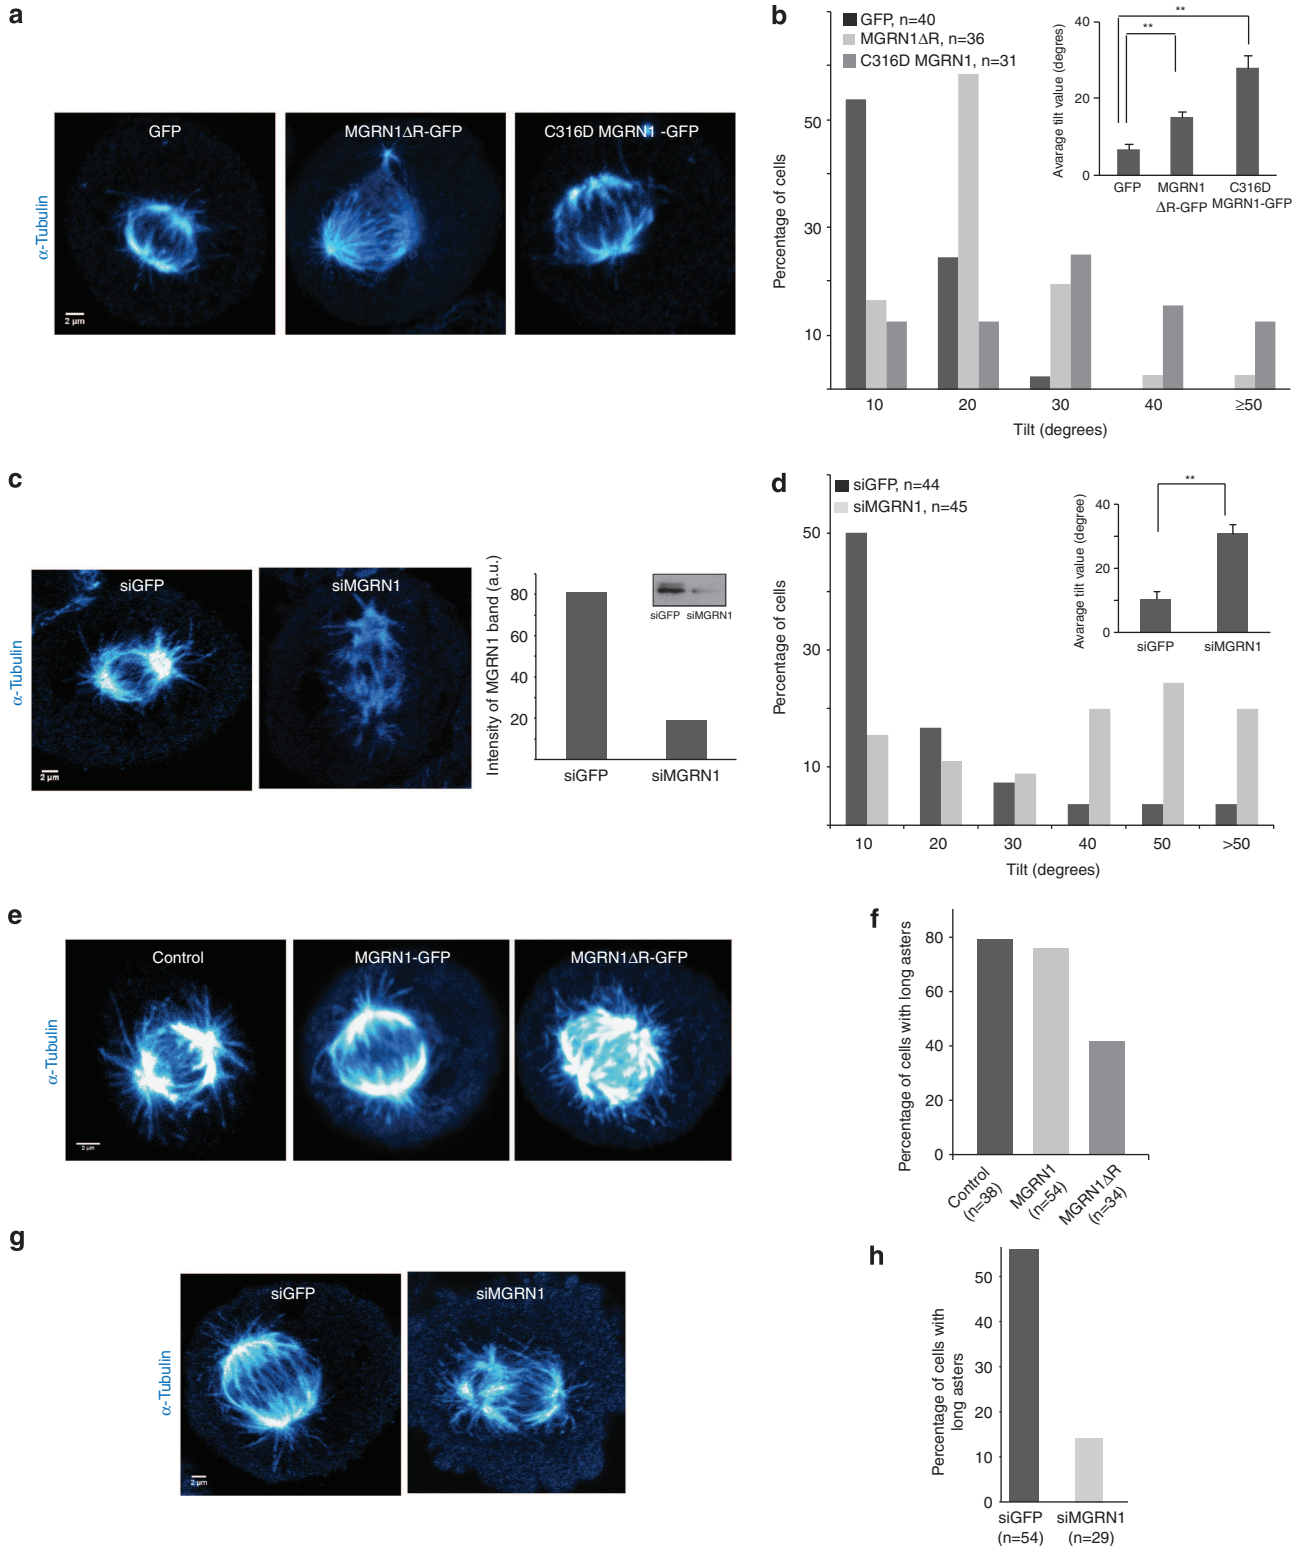 a
α-Tubulin
GFP
MGRN1ΔR-GFP
C316D MGRN1 -GFP
2 µm
b
GFP, n=40
MGRN1ΔR, n=36
C316D MGRN1, n=31
Percentage of cells
50
30
10
10
20
30
40
≥50
Tilt (degrees)
Avarage tilt value (degres)
40
20
0
**
**
GFP
MGRN1
ΔR-GFP
C316D
MGRN1-GFP
c
α-Tubulin
siGFP
siMGRN1
2 µm
Intensity of MGRN1 band (a.u.)
80
60
40
20
siGFP
siMGRN1
siGFP
siMGRN1
d
siGFP, n=44
siMGRN1, n=45
Percentage of cells
50
30
10
10
20
30
40
50
>50
Tilt (degrees)
Avarage tilt value (degree)
40
20
0
**
siGFP
siMGRN1
e
α-Tubulin
Control
MGRN1-GFP
MGRN1ΔR-GFP
2 µm
f
Percentage of cells with long asters
80
60
40
20
0
Control
(n=38)
MGRN1
(n=54)
MGRN1ΔR
(n=34)
g
α-Tubulin
siGFP
siMGRN1
2 µm
h
Percentage of cells with
long asters
50
40
30
20
10
0
siGFP
(n=54)
siMGRN1
(n=29)